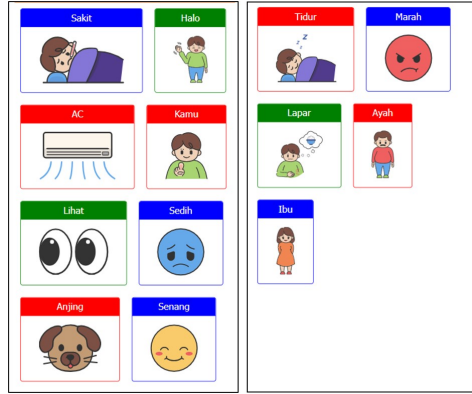 Sakit
Halo
AC
Kamu
Lihat
Sedih
Anjing
Senang
Tidur
Marah
Lapar
Ayah
Ibu